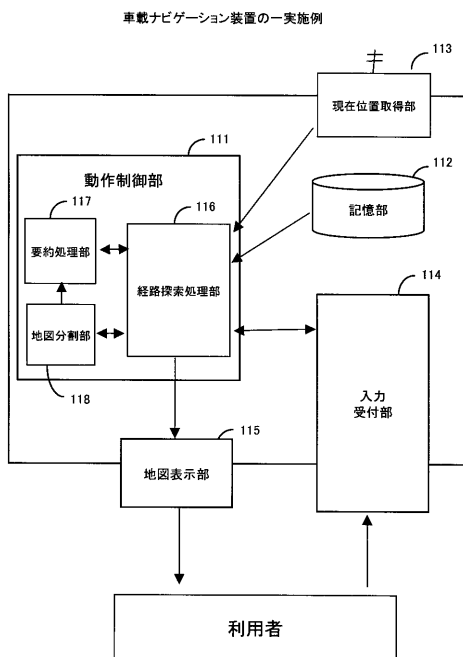 車載ナビゲーション装置の一実施例
113
現在位置取得部
111
動作制御部
112
記憶部
117
116
要約処理部
経路探索処理部
地図分割部
118
114
入力
受付部
115
地図表示部
利用者